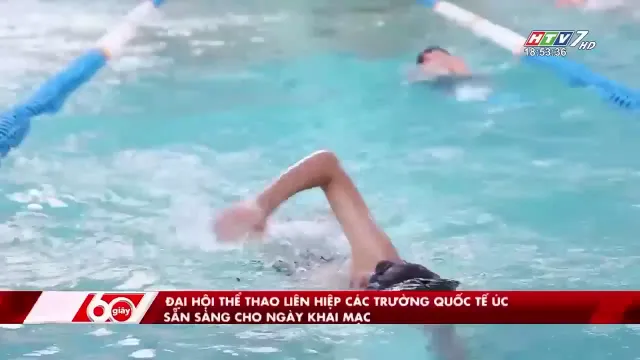 HTV7 HD
18:53:36
60 giây
ĐẠI HỘI THỂ THAO LIÊN HIỆP CÁC TRƯỜNG QUỐC TẾ ÚC
SẴN SÀNG CHO NGÀY KHAI MẠC